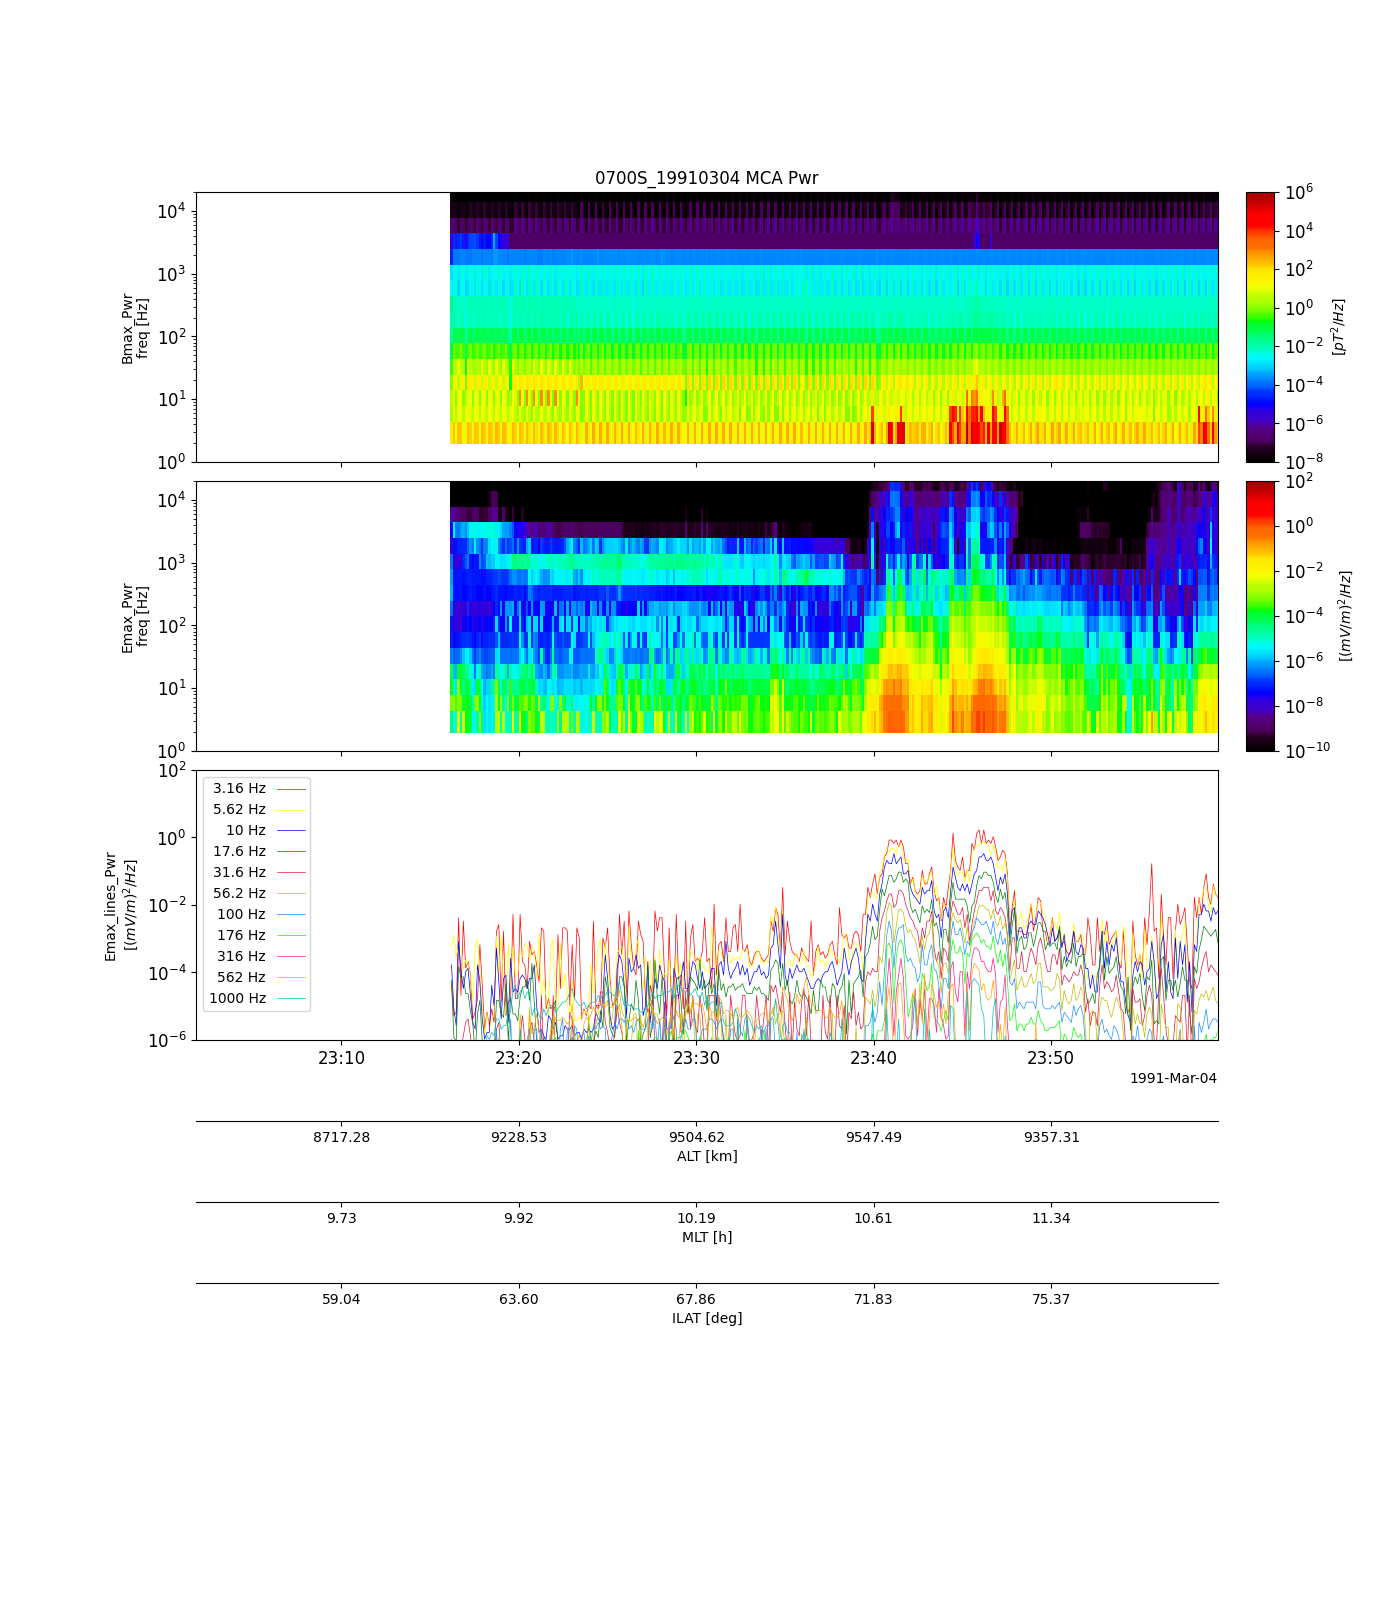 0700S_19910304 MCA Pwr
10^4
10^3
10^2
10^1
10^0
Bmax_Pwr
freq [Hz]
10^6
10^4
10^2
10^0
10^-2
10^-4
10^-6
10^-8
[pT^2/Hz]
10^4
10^3
10^2
10^1
10^0
Emax_Pwr
freq [Hz]
10^2
10^0
10^-2
10^-4
10^-6
10^-8
10^-10
[(mV/m)^2/Hz]
10^2
10^0
10^-2
10^-4
10^-6
Emax_lines_Pwr
[(mV/m)^2/Hz]
3.16 Hz
5.62 Hz
10 Hz
17.6 Hz
31.6 Hz
56.2 Hz
100 Hz
176 Hz
316 Hz
562 Hz
1000 Hz
23:10 23:20 23:30 23:40 23:50
1991-Mar-04
8717.28 9228.53 9504.62 9547.49 9357.31
ALT [km]
9.73 9.92 10.19 10.61 11.34
MLT [h]
59.04 63.60 67.86 71.83 75.37
ILAT [deg]